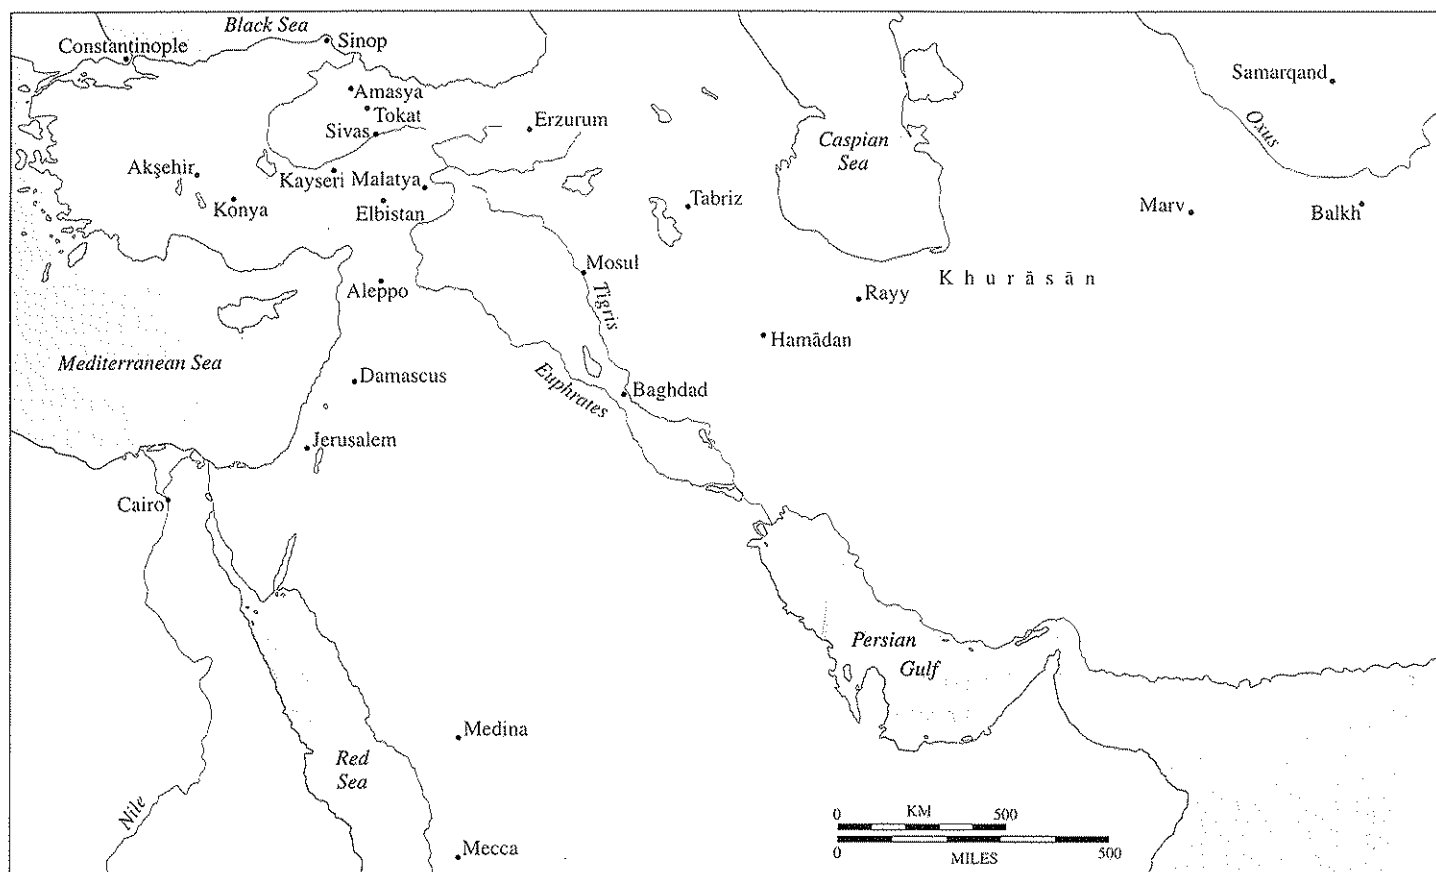 Black Sea
Constantinople
Sinop
Samarqand
Amasya
Tokat
Sivas
Erzurum
Oxus
Caspian
Sea
Akşehir
Kayseri
Malatya
Konya
Elbistan
Tabriz
Marv
Balkh
Mosul
Khurāsān
Aleppo
Tigris
Rayy
Hamādan
Mediterranean Sea
Damascus
Euphrates
Baghdad
Jerusalem
Cairo
Persian
Gulf
Medina
Red
Sea
Nile
Mecca
0 KM 500
0 MILES 500